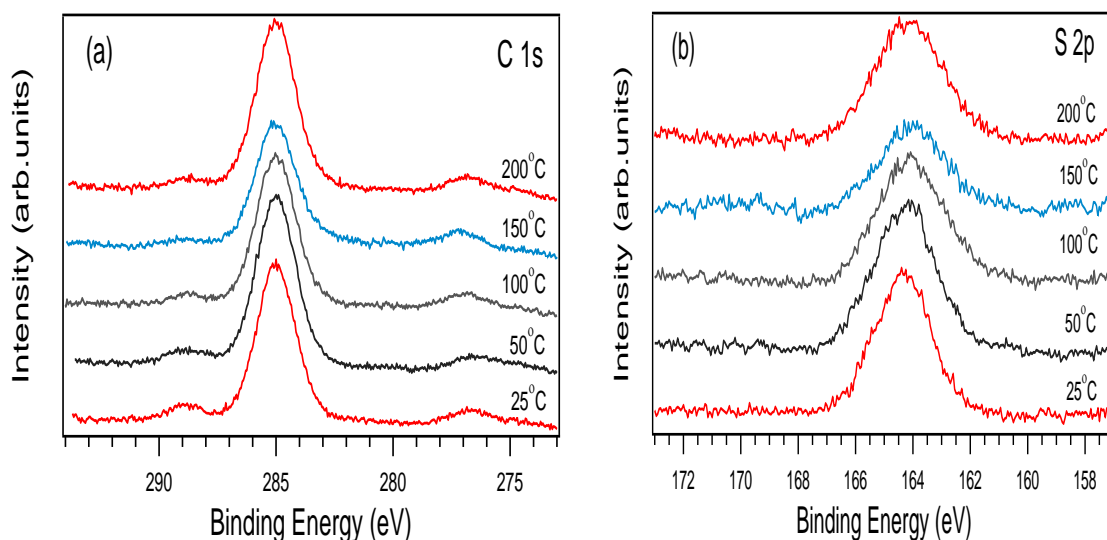 (a)
C 1s
200°C
150°C
100°C
50°C
25°C
Intensity (arb.units)
290
285
280
275
Binding Energy (eV)
(b)
S 2p
200°C
150°C
100°C
50°C
25°C
Intensity (arb.units)
172
170
168
166
164
162
160
158
Binding Energy (eV)